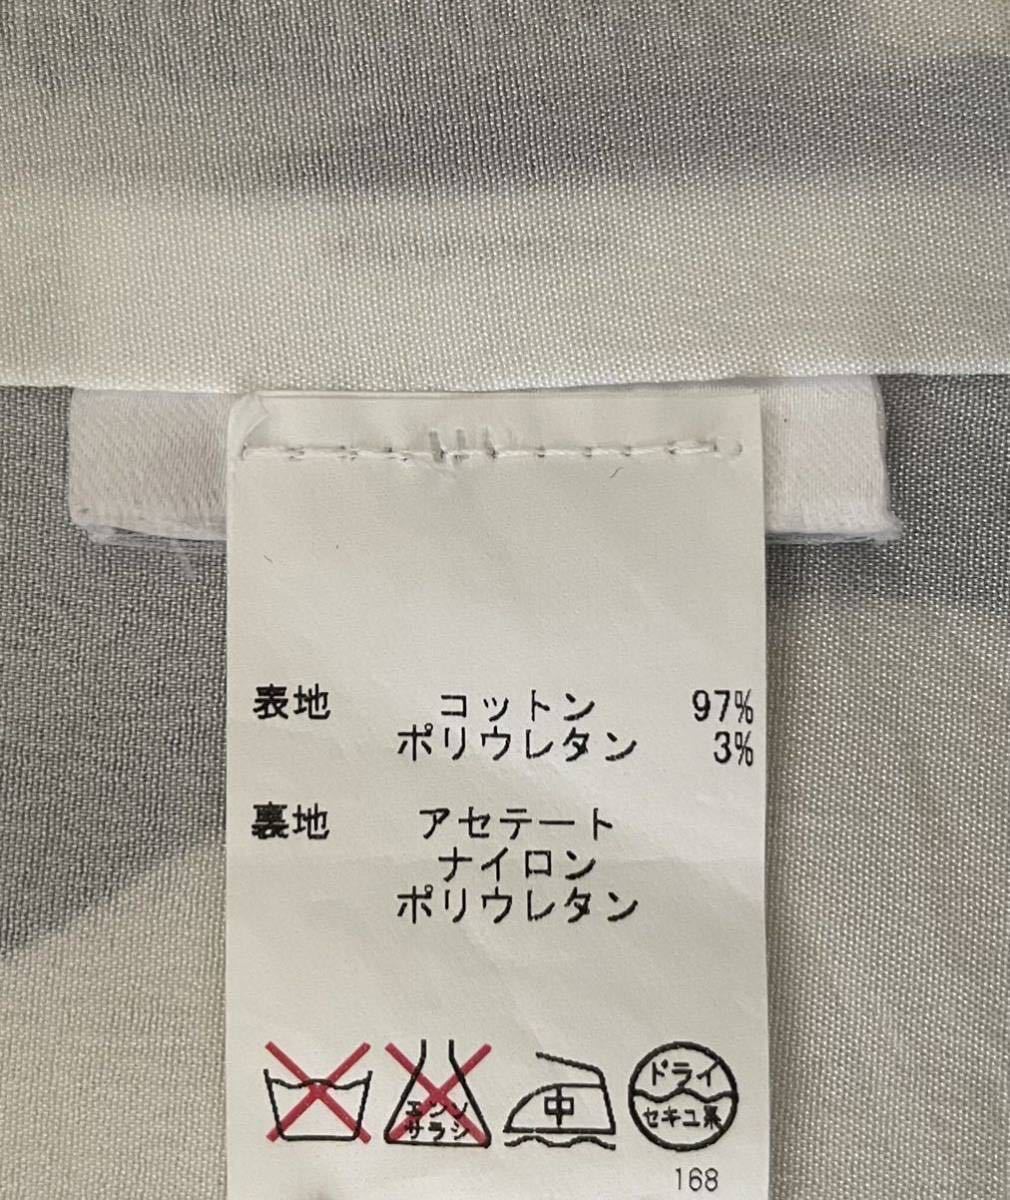 表地 コットン 97%
ポリウレタン 3%
裏地 アセテート
ナイロン
ポリウレタン
エンソ
サラシ
中
ドライ
セキユ系
168